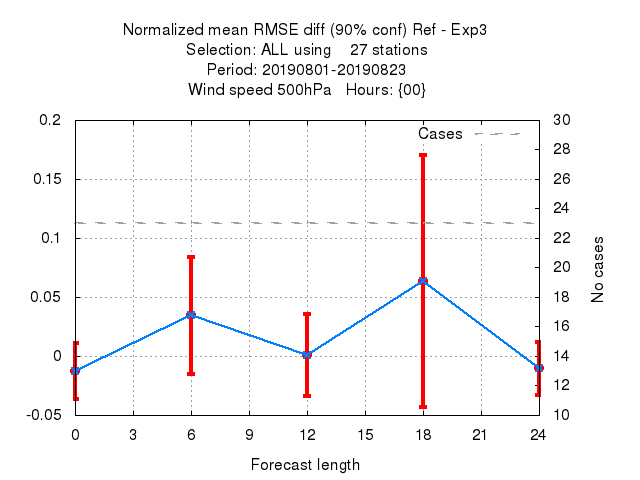 Normalized mean RMSE diff (90% conf) Ref - Exp3
Selection: ALL using    27 stations
Period: 20190801-20190823
Wind speed 500hPa   Hours: {00}
Cases
0.2
0.15
0.1
0.05
0
-0.05
30
28
26
24
22
20
18
16
14
12
10
No cases
0 3 6 9 12 15 18 21 24
Forecast length